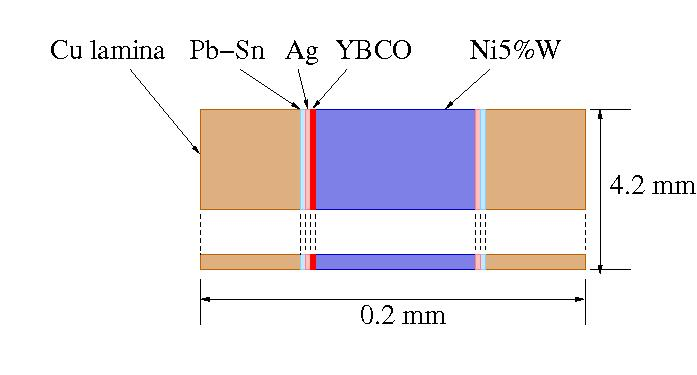 Cu lamina Pb−Sn Ag YBCO Ni5%W
4.2 mm
0.2 mm